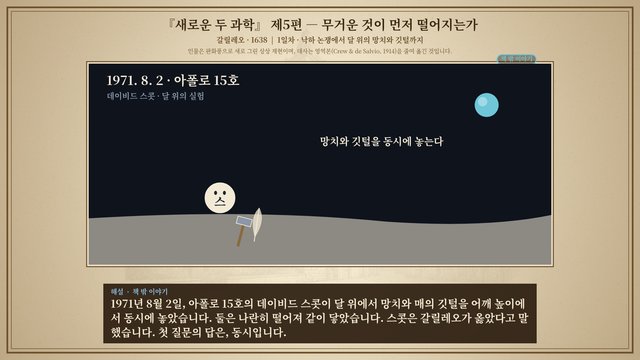 『새로운 두 과학』 제5편 — 무거운 것이 먼저 떨어지는가
갈릴레오 · 1638 | 1일차 · 낙하 논쟁에서 달 위의 망치와 깃털까지
인물은 판화풍으로 새로 그린 상상 재현이며, 대사는 영역본(Crew & de Salvio, 1914)을 줄여 옮긴 것입니다.
책 밖 이야기
1971. 8. 2 · 아폴로 15호
데이비드 스콧 · 달 위의 실험
망치와 깃털을 동시에 놓는다
스
해설 · 책 밖 이야기
1971년 8월 2일, 아폴로 15호의 데이비드 스콧이 달 위에서 망치와 매의 깃털을 어깨 높이에
서 동시에 놓았습니다. 둘은 나란히 떨어져 같이 닿았습니다. 스콧은 갈릴레오가 옳았다고 말
했습니다. 첫 질문의 답은, 동시입니다.